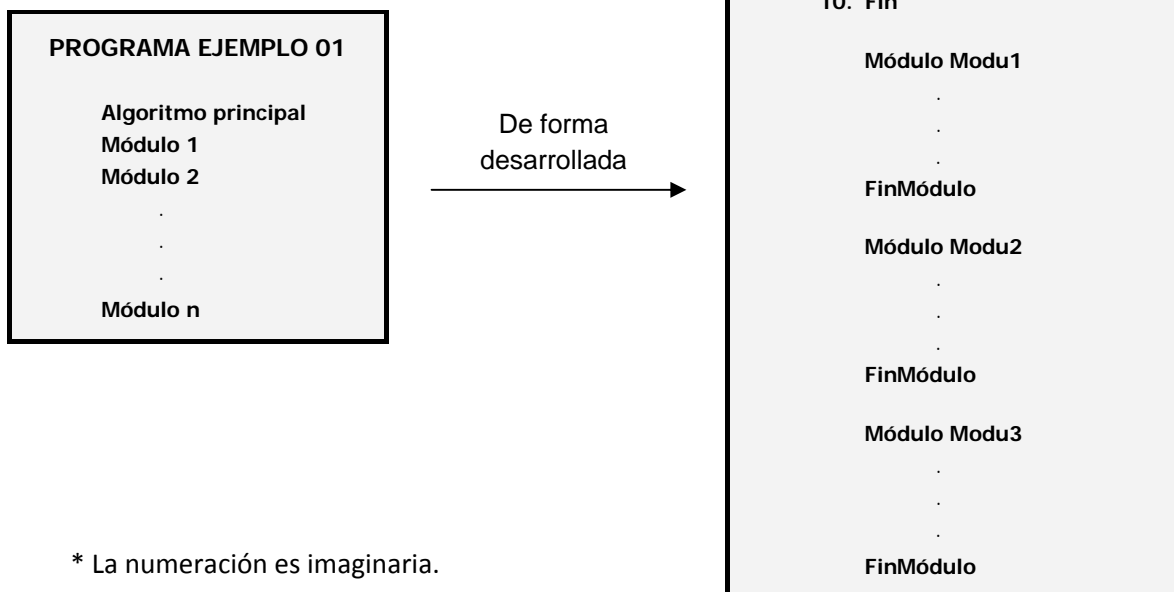 PROGRAMA EJEMPLO 01
Algoritmo principal
Módulo 1
Módulo 2
.
.
.
Módulo n
De forma
desarrollada
10. Fin
Módulo Modu1
.
.
.
FinMódulo
Módulo Modu2
.
.
.
FinMódulo
Módulo Modu3
.
.
.
FinMódulo
* La numeración es imaginaria.